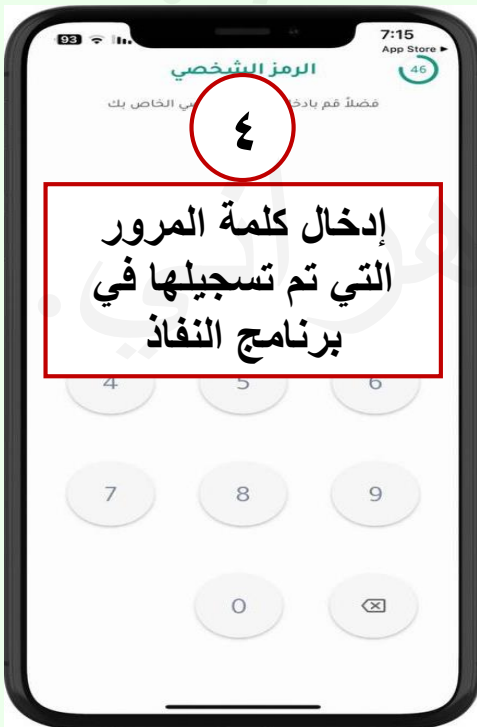 93
7:15
App Store ►
46
الرمز الشخصي
فضلاً قم بادخا
ي الخاص بك
٤
إدخال كلمة المرور
التي تم تسجيلها في
برنامج النفاذ
4 5 6
7 8 9
0